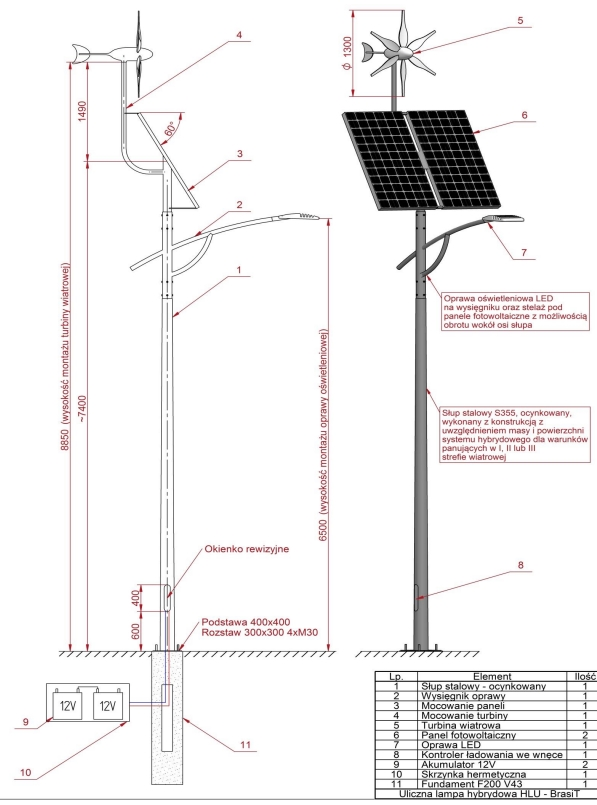 4
5
6
3
2
1
7
8
9
10
11
ϕ 1300
1490
60°
8850 (wysokość montażu turbiny wiatrowej)
~7400
6500 (wysokość montażu oprawy oświetleniowej)
400
600
Oprawa oświetleniowa LED
na wysięgniku oraz stelaż pod
panele fotowoltaiczne z możliwością
obrotu wokół osi słupa
Słup stalowy S355, ocynkowany,
wykonany z konstrukcją z
uwzględnieniem masy i powierzchni
systemu hybrydowego dla warunków
panujących w I, II lub III
strefie wiatrowej
Okienko rewizyjne
Podstawa 400x400
Rozstaw 300x300 4xM30
12V 12V
Lp. Element Ilość
1 Słup stalowy - ocynkowany 1
2 Wysięgnik oprawy 1
3 Mocowanie paneli 1
4 Mocowanie turbiny 1
5 Turbina wiatrowa 1
6 Panel fotowoltaiczny 2
7 Oprawa LED 1
8 Kontroler ładowania we wnęce 1
9 Akumulator 12V 2
10 Skrzynka hermetyczna 1
11 Fundament F200 V43 1
Uliczna lampa hybrydowa HLU - BrasiT